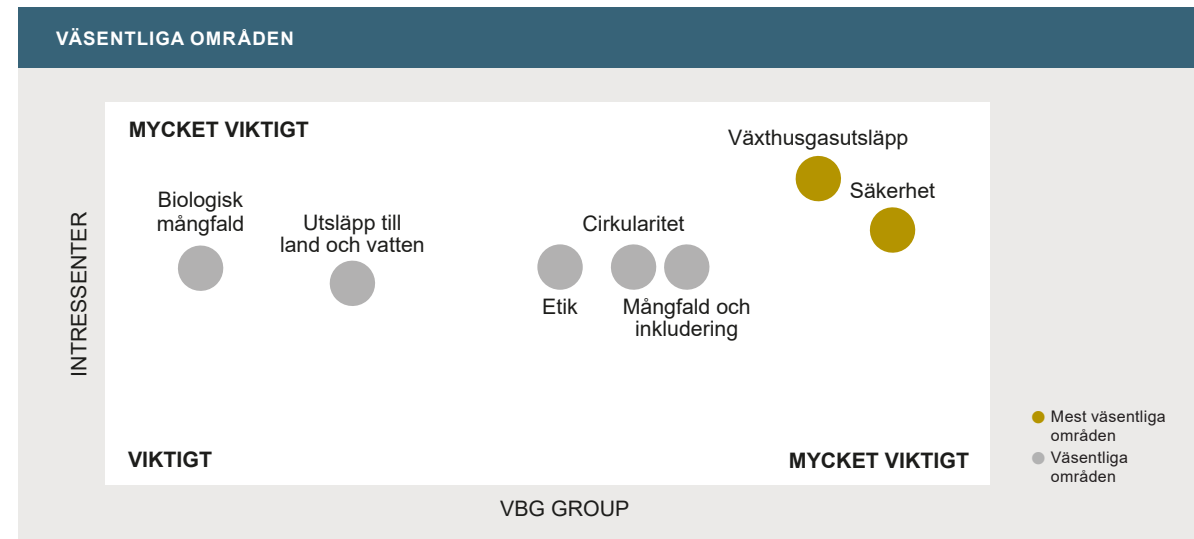 VÄSENTLIGA OMRÅDEN
MYCKET VIKTIGT
Växthusgasutsläpp
Säkerhet
Biologisk
mångfald
Utsläpp till
land och vatten
Cirkularitet
Etik
Mångfald och
inkludering
INTRESSENTER
VIKTIGT
MYCKET VIKTIGT
VBG GROUP
Mest väsentliga
områden
Väsentliga
områden